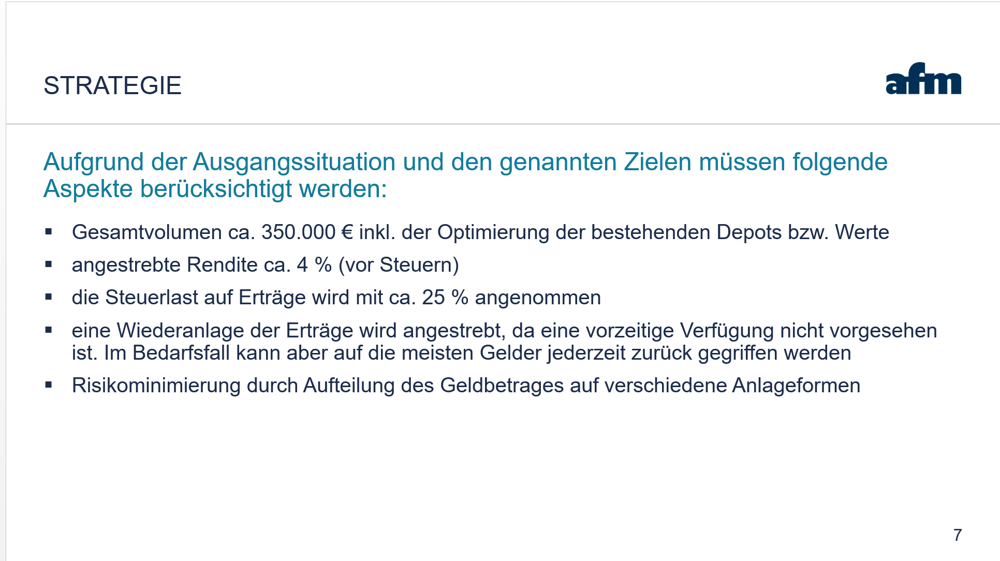 STRATEGIE
afm
Aufgrund der Ausgangssituation und den genannten Zielen müssen folgende
Aspekte berücksichtigt werden:
▪ Gesamtvolumen ca. 350.000 € inkl. der Optimierung der bestehenden Depots bzw. Werte
▪ angestrebte Rendite ca. 4 % (vor Steuern)
▪ die Steuerlast auf Erträge wird mit ca. 25 % angenommen
▪ eine Wiederanlage der Erträge wird angestrebt, da eine vorzeitige Verfügung nicht vorgesehen
ist. Im Bedarfsfall kann aber auf die meisten Gelder jederzeit zurück gegriffen werden
▪ Risikominimierung durch Aufteilung des Geldbetrages auf verschiedene Anlageformen
7